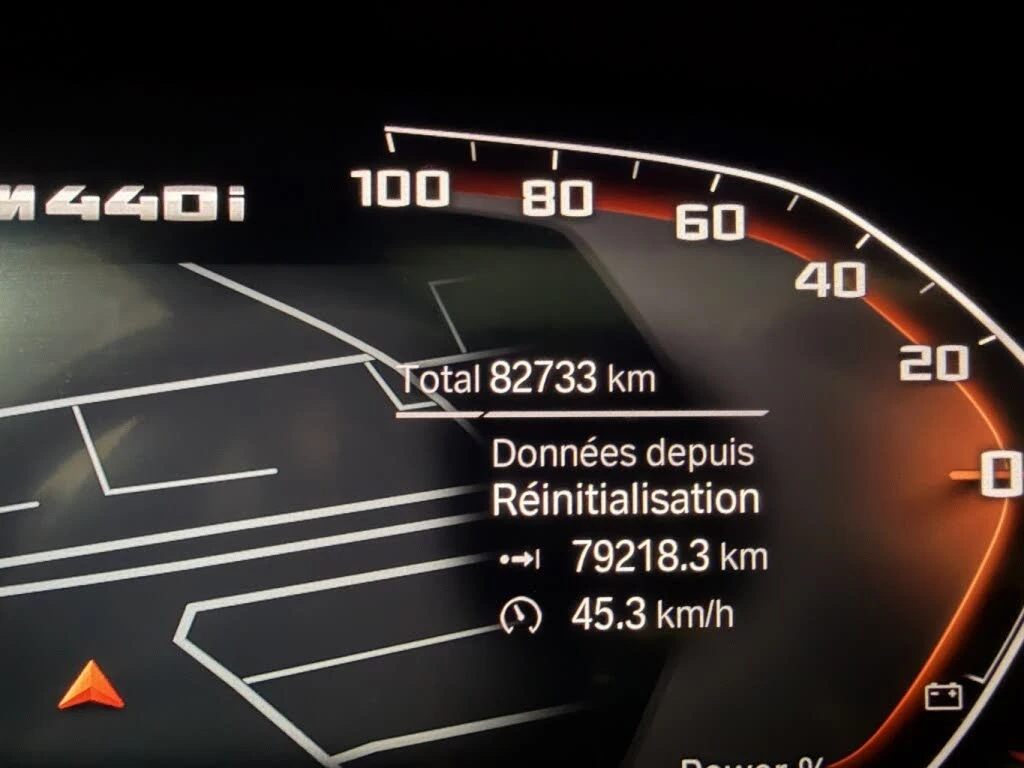 M440i
100
80
60
40
20
0
Total 82733 km
Données depuis
Réinitialisation
79218.3 km
45.3 km/h
Power %